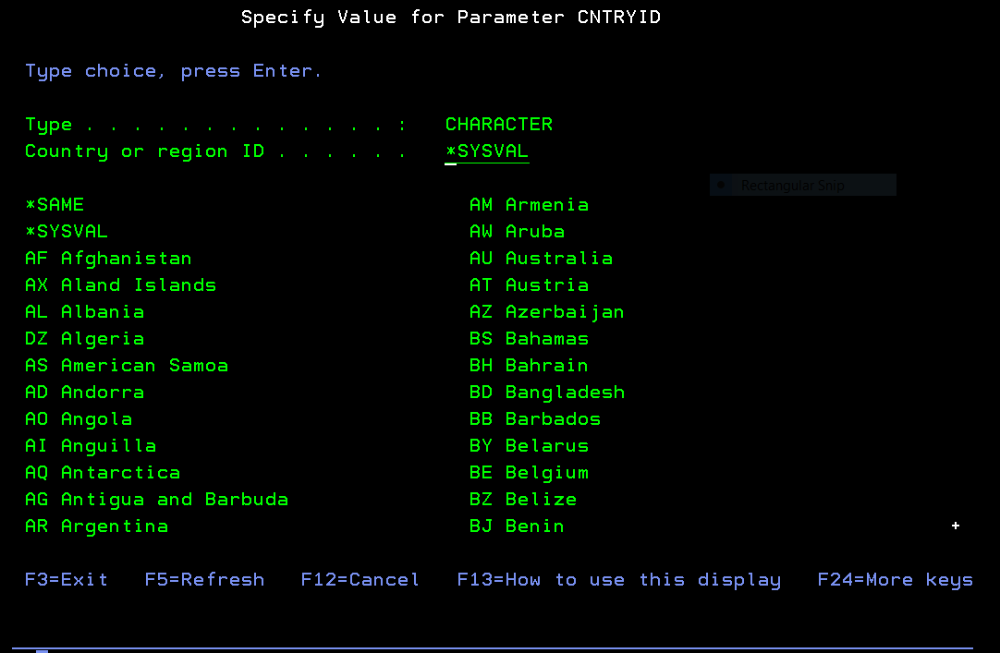 Specify Value for Parameter CNTRYID
Type choice, press Enter.
Type . . . . . . . . . . . . . . :   CHARACTER
Country or region ID . . . . . .   *SYSVAL
Rectangular Snip
*SAME   AM Armenia
*SYSVAL   AW Aruba
AF Afghanistan   AU Australia
AX Aland Islands   AT Austria
AL Albania   AZ Azerbaijan
DZ Algeria   BS Bahamas
AS American Samoa   BH Bahrain
AD Andorra   BD Bangladesh
AO Angola   BB Barbados
AI Anguilla   BY Belarus
AQ Antarctica   BE Belgium
AG Antigua and Barbuda   BZ Belize
AR Argentina   BJ Benin   +
F3=Exit   F5=Refresh   F12=Cancel   F13=How to use this display   F24=More keys